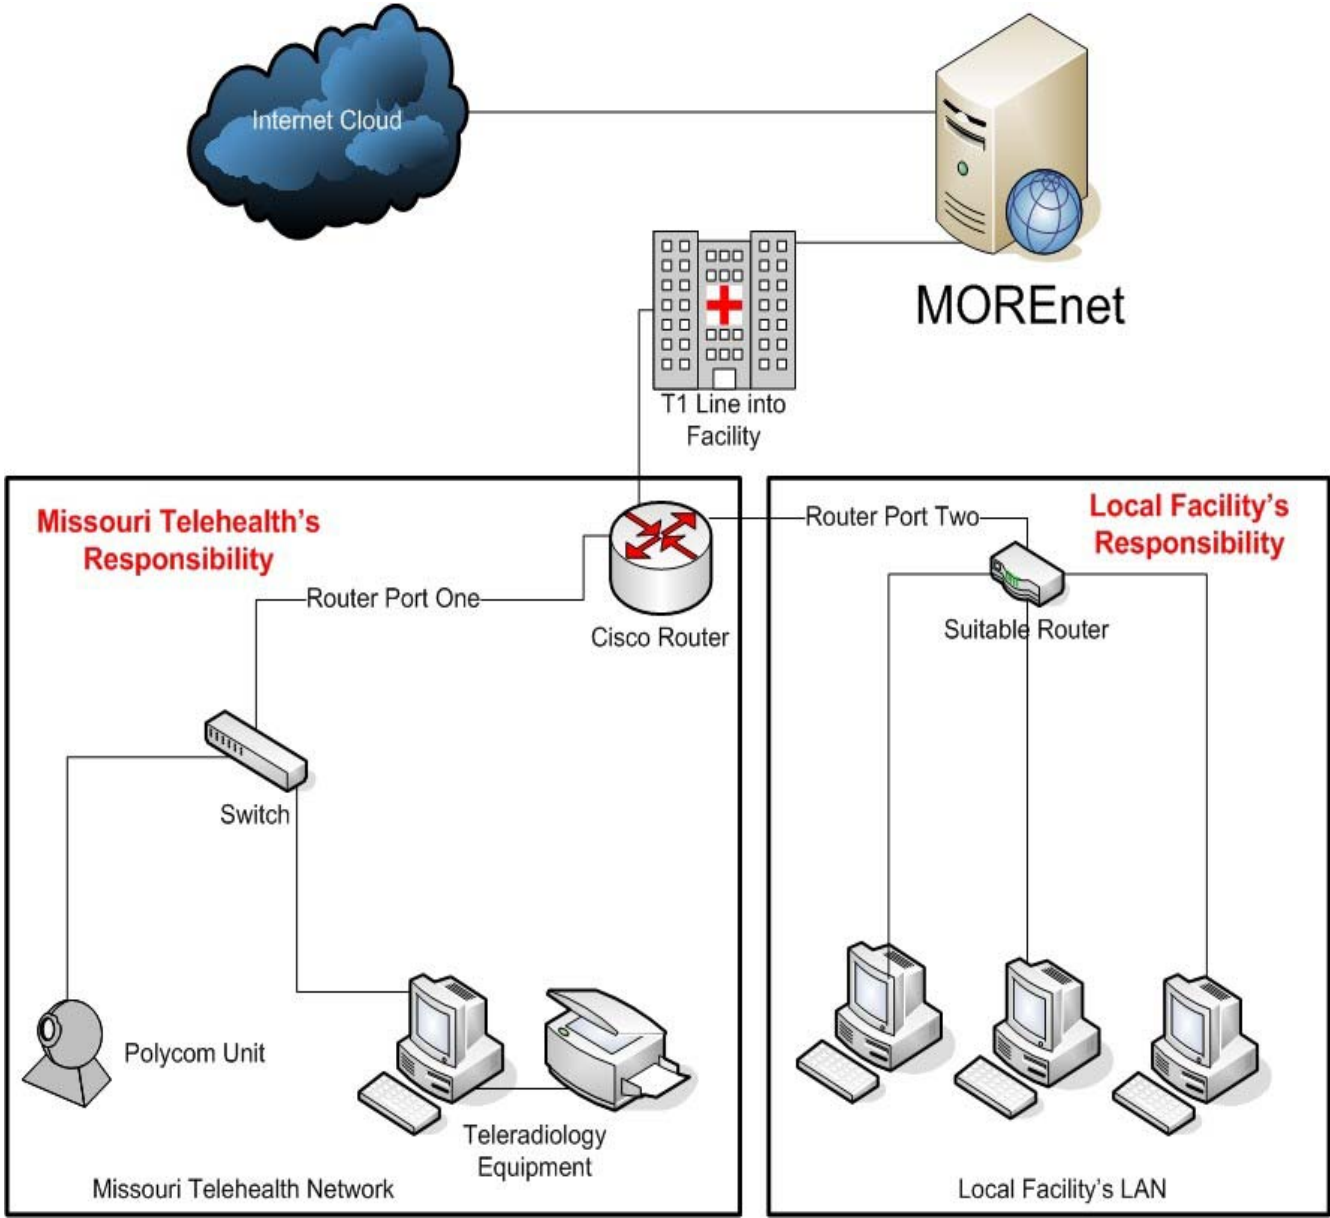 Internet Cloud
MOREnet
T1 Line into
Facility
Missouri Telehealth's
Responsibility
Local Facility's
Responsibility
Router Port Two
Router Port One
Cisco Router
Suitable Router
Switch
Polycom Unit
Teleradiology
Equipment
Missouri Telehealth Network
Local Facility's LAN